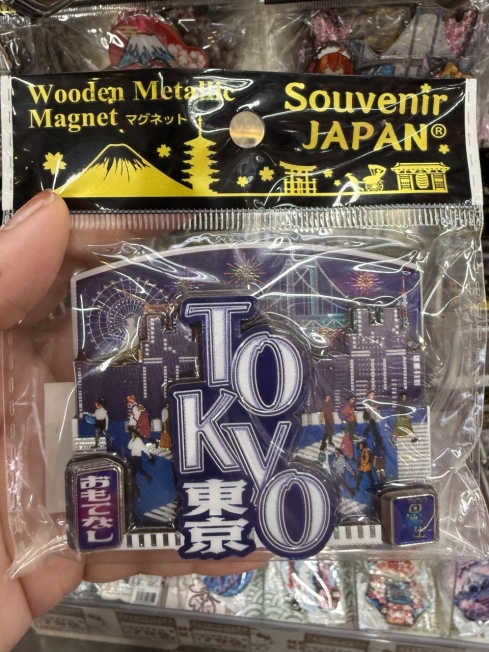 Wooden Metallic
Magnet マグネット
Souvenir
JAPAN®
TOKYO
東京
おもてなし